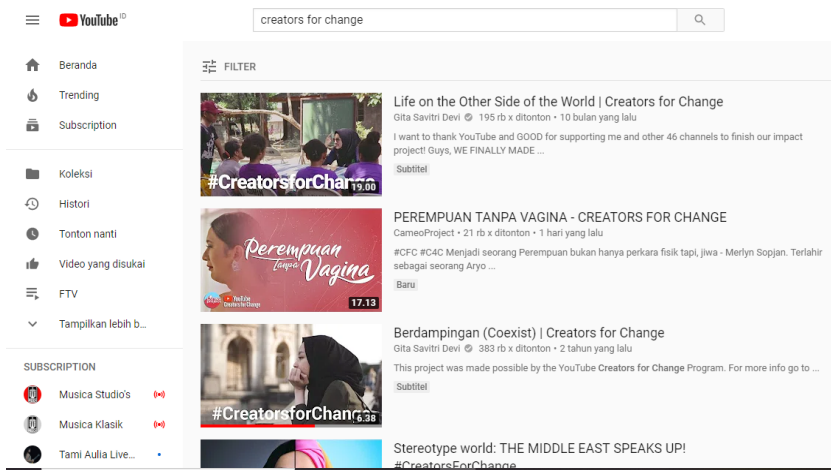 YouTube ID
creators for change
Beranda
Trending
Subscription
Koleksi
Histori
Tonton nanti
Video yang disukai
FTV
Tampilkan lebih b...
SUBSCRIPTION
Musica Studio's
Musica Klasik
Tami Aulia Live...
FILTER
#CreatorsforChange
19.00
Life on the Other Side of the World | Creators for Change
Gita Savitri Devi 195 rb x ditonton • 10 bulan yang lalu
I want to thank YouTube and GOOD for supporting me and other 46 channels to finish our impact
project! Guys, WE FINALLY MADE ...
Subtitel
Perempuan
Tanpa Vagina
YouTube
Creators for Change
17.13
PEREMPUAN TANPA VAGINA - CREATORS FOR CHANGE
CameoProject • 21 rb x ditonton • 1 hari yang lalu
#CFC #C4C Menjadi seorang Perempuan bukan hanya perkara fisik tapi, jiwa - Merlyn Sopjan. Terlahir
sebagai seorang Aryo ...
Baru
#CreatorsforChange
6.38
Berdampingan (Coexist) | Creators for Change
Gita Savitri Devi 383 rb x ditonton • 2 tahun yang lalu
This project was made possible by the YouTube Creators for Change Program. For more info go to ...
Subtitel
Stereotype world: THE MIDDLE EAST SPEAKS UP!
#CreatorsForChange